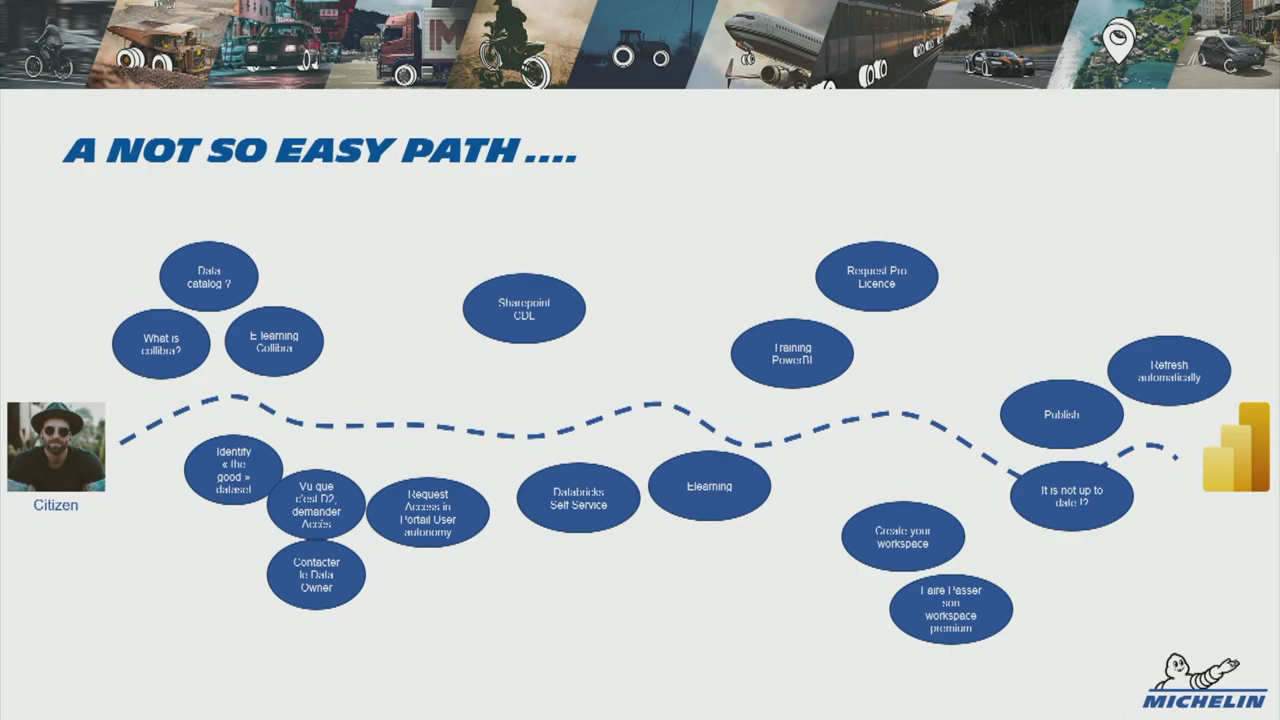 A NOT SO EASY PATH ....
Data
catalog ?
What is
collibra?
E learning
Collibra
Sharepoint
CDL
Request Pro
Licence
Training
PowerBI
Refresh
automatically
Publish
It is not up to
date !?
Citizen
Identify
« the
good »
dataset
Vu que
c'est D2,
demander
Accès
Contacter
le Data
Owner
Request
Access in
Portail User
autonomy
Databricks
Self Service
Elearning
Create your
workspace
Faire Passer
son
workspace
premium
MICHELIN